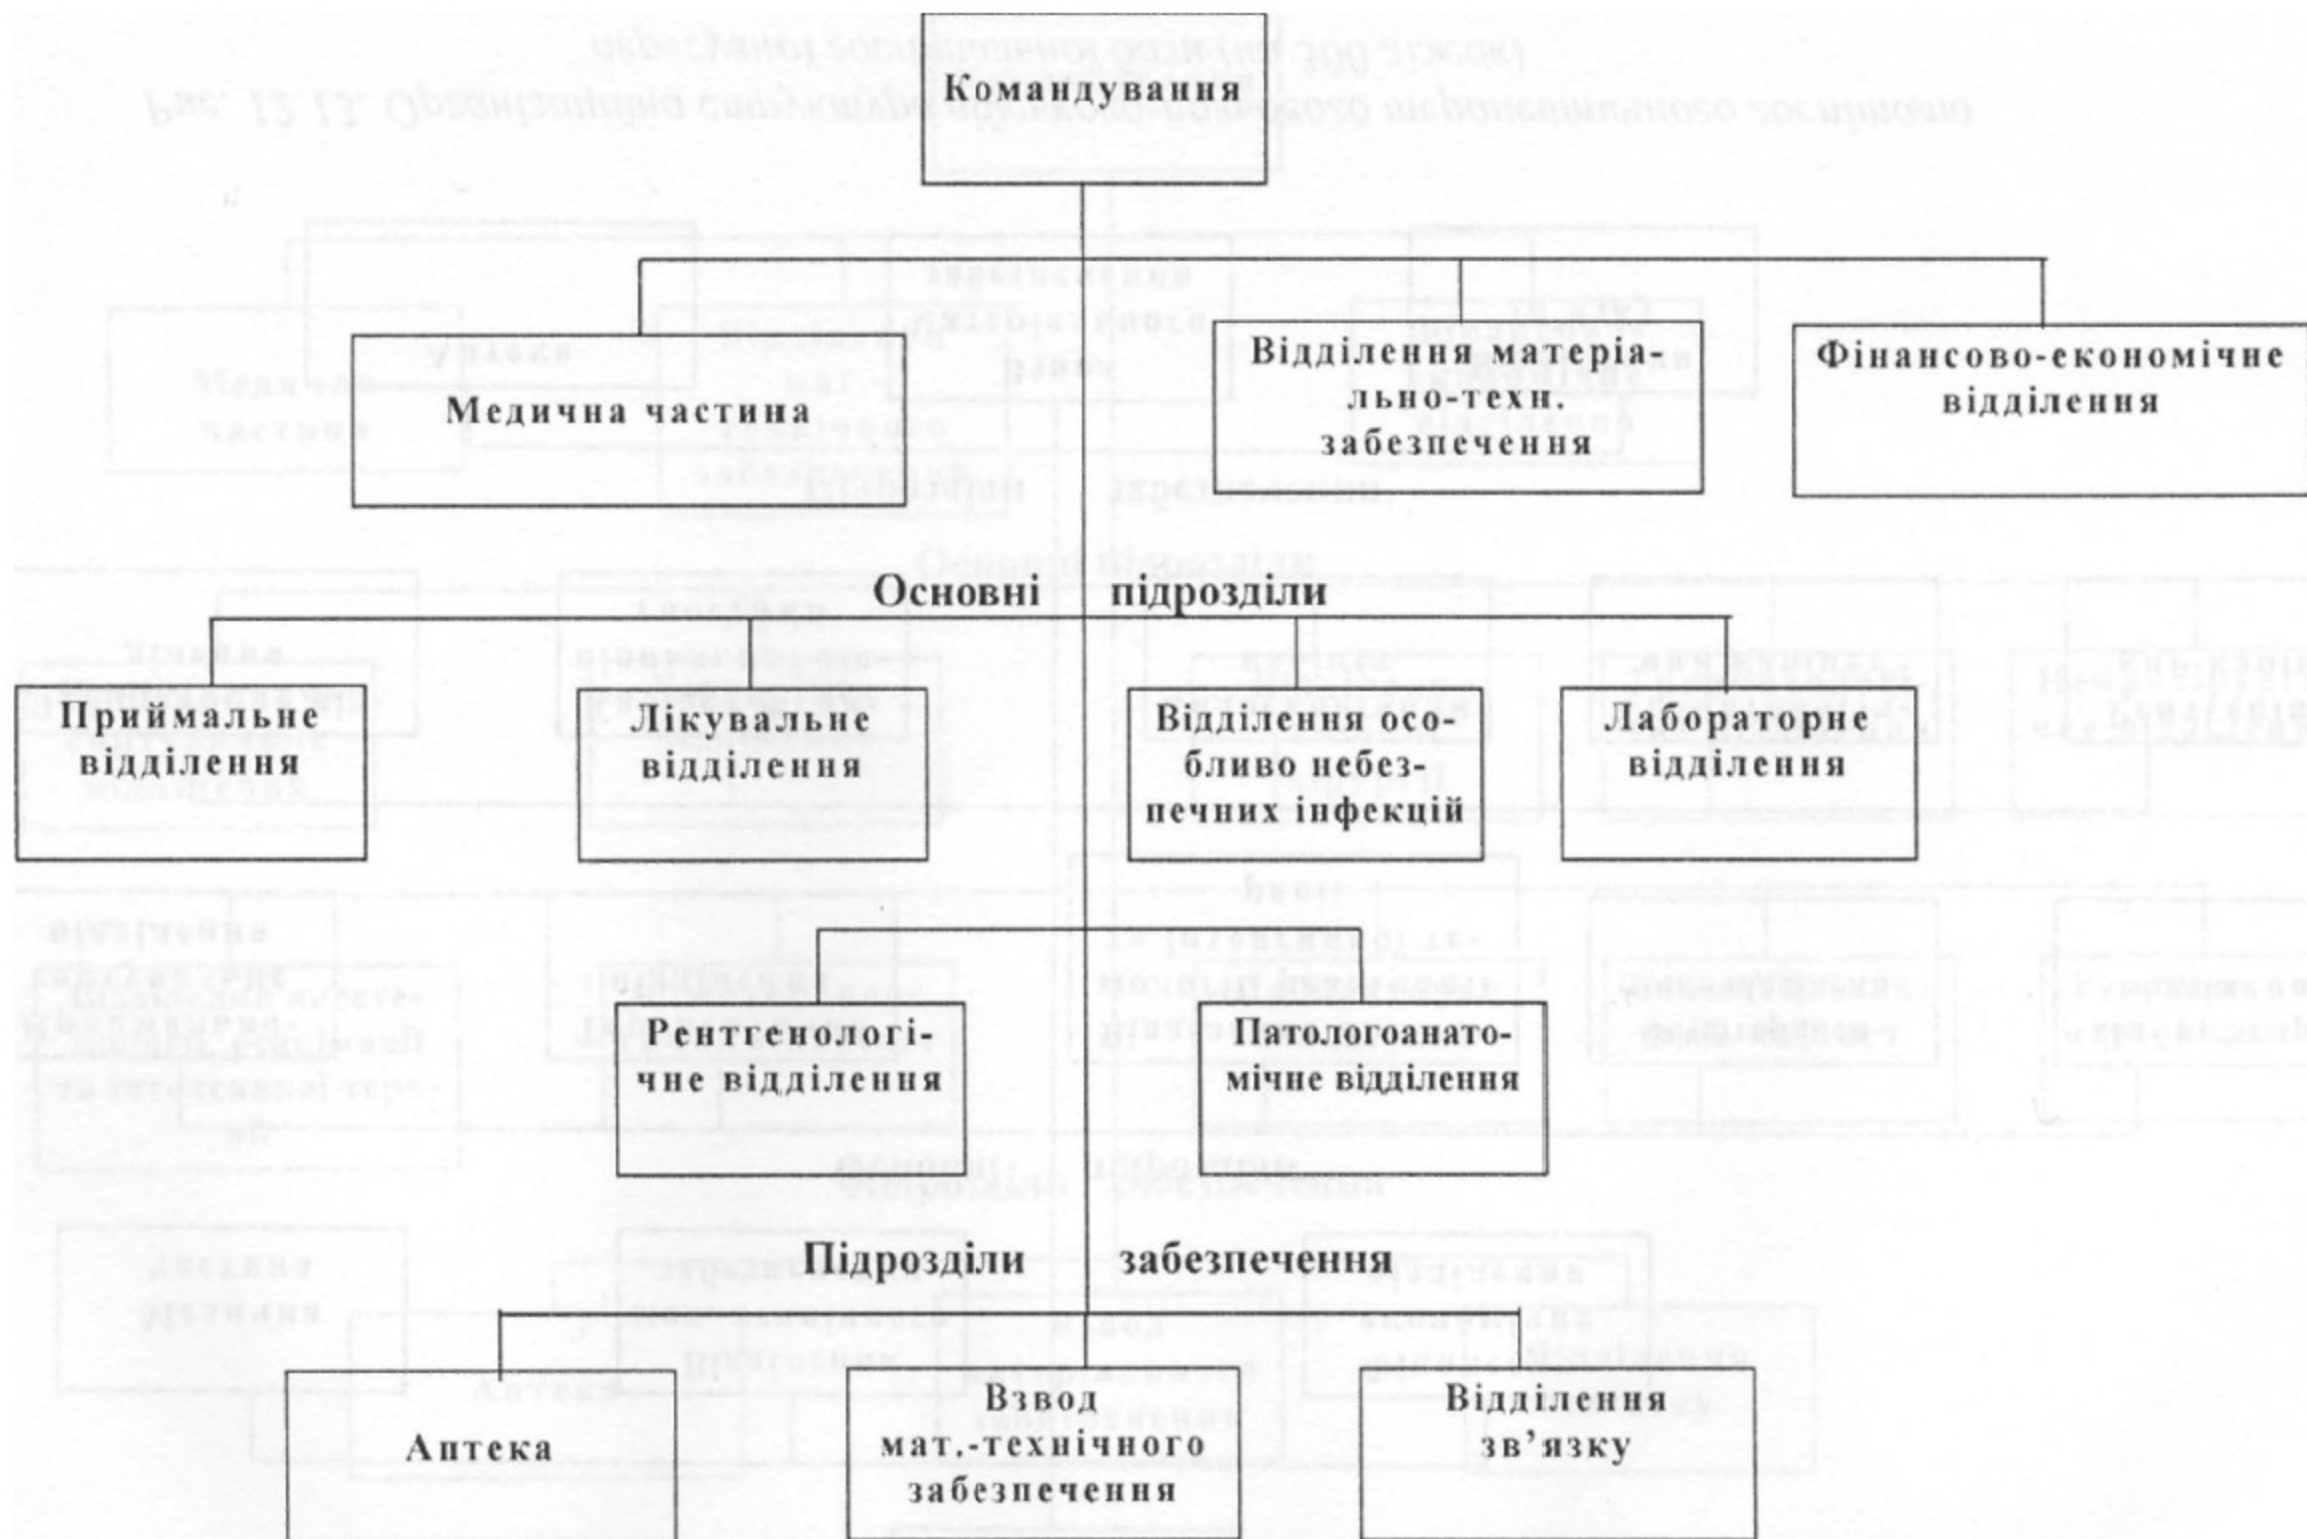 Командування
Медична частина
Відділення матеріа-
льно-техн.
забезпечення
Фінансово-економічне
відділення
Основні підрозділи
Приймальне
відділення
Лікувальне
відділення
Відділення осо-
бливо небез-
печних інфекцій
Лабораторне
відділення
Рентгенологі-
чне відділення
Патологоанато-
мічне відділення
Підрозділи забезпечення
Аптека
Взвод
мат.-технічного
забезпечення
Відділення
зв’язку